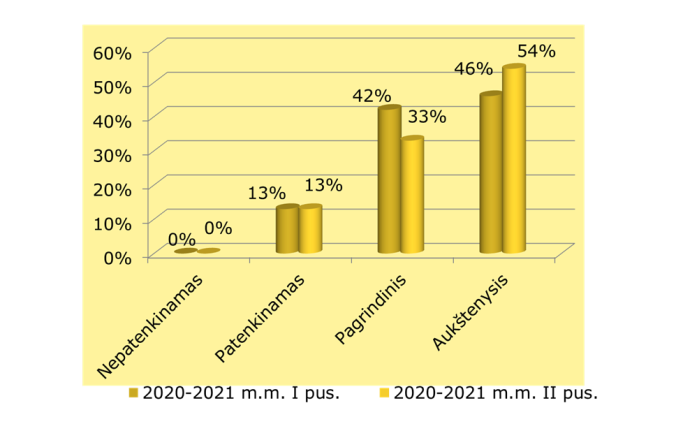 60%
50%
40%
30%
20%
10%
0%
0%
0%
13%
13%
42%
33%
46%
54%
Nepatenkinamas
Patenkinamas
Pagrindinis
Aukštenysis
2020-2021 m.m. I pus.
2020-2021 m.m. II pus.